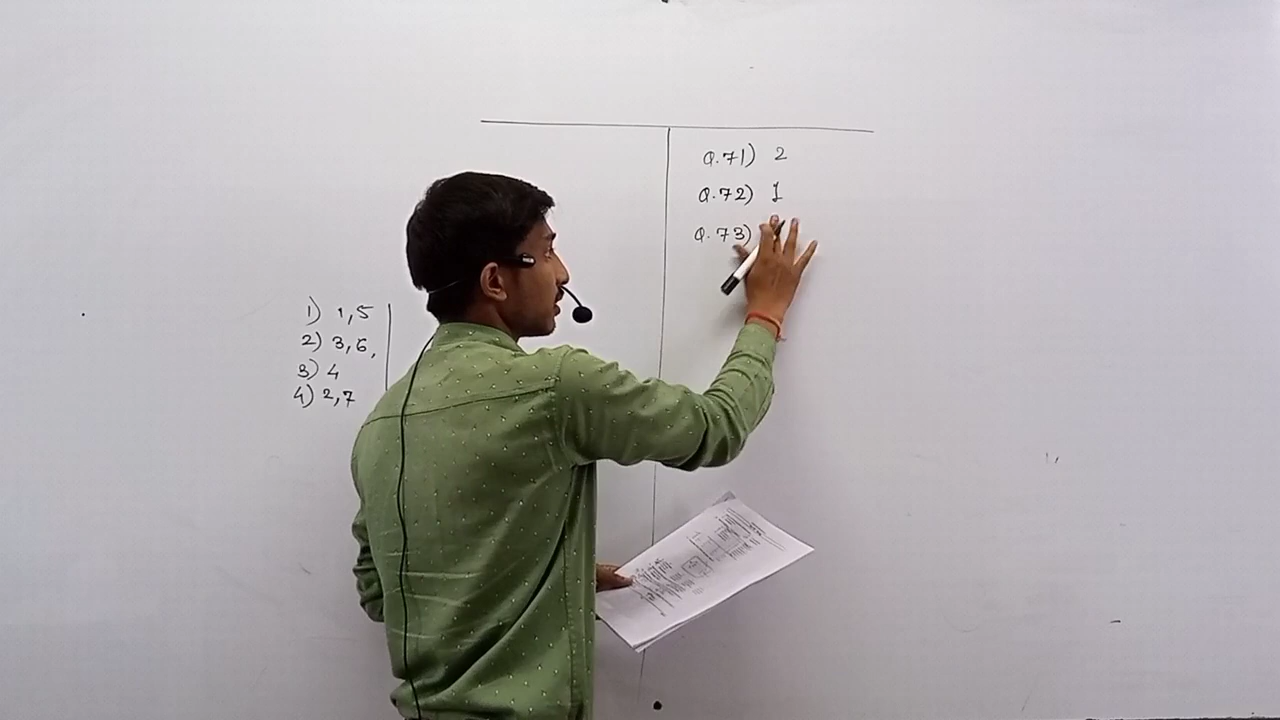 1) 1,5
2) 3,6,
3) 4
4) 2,7
Q.71) 2
Q.72) 1
Q.73)